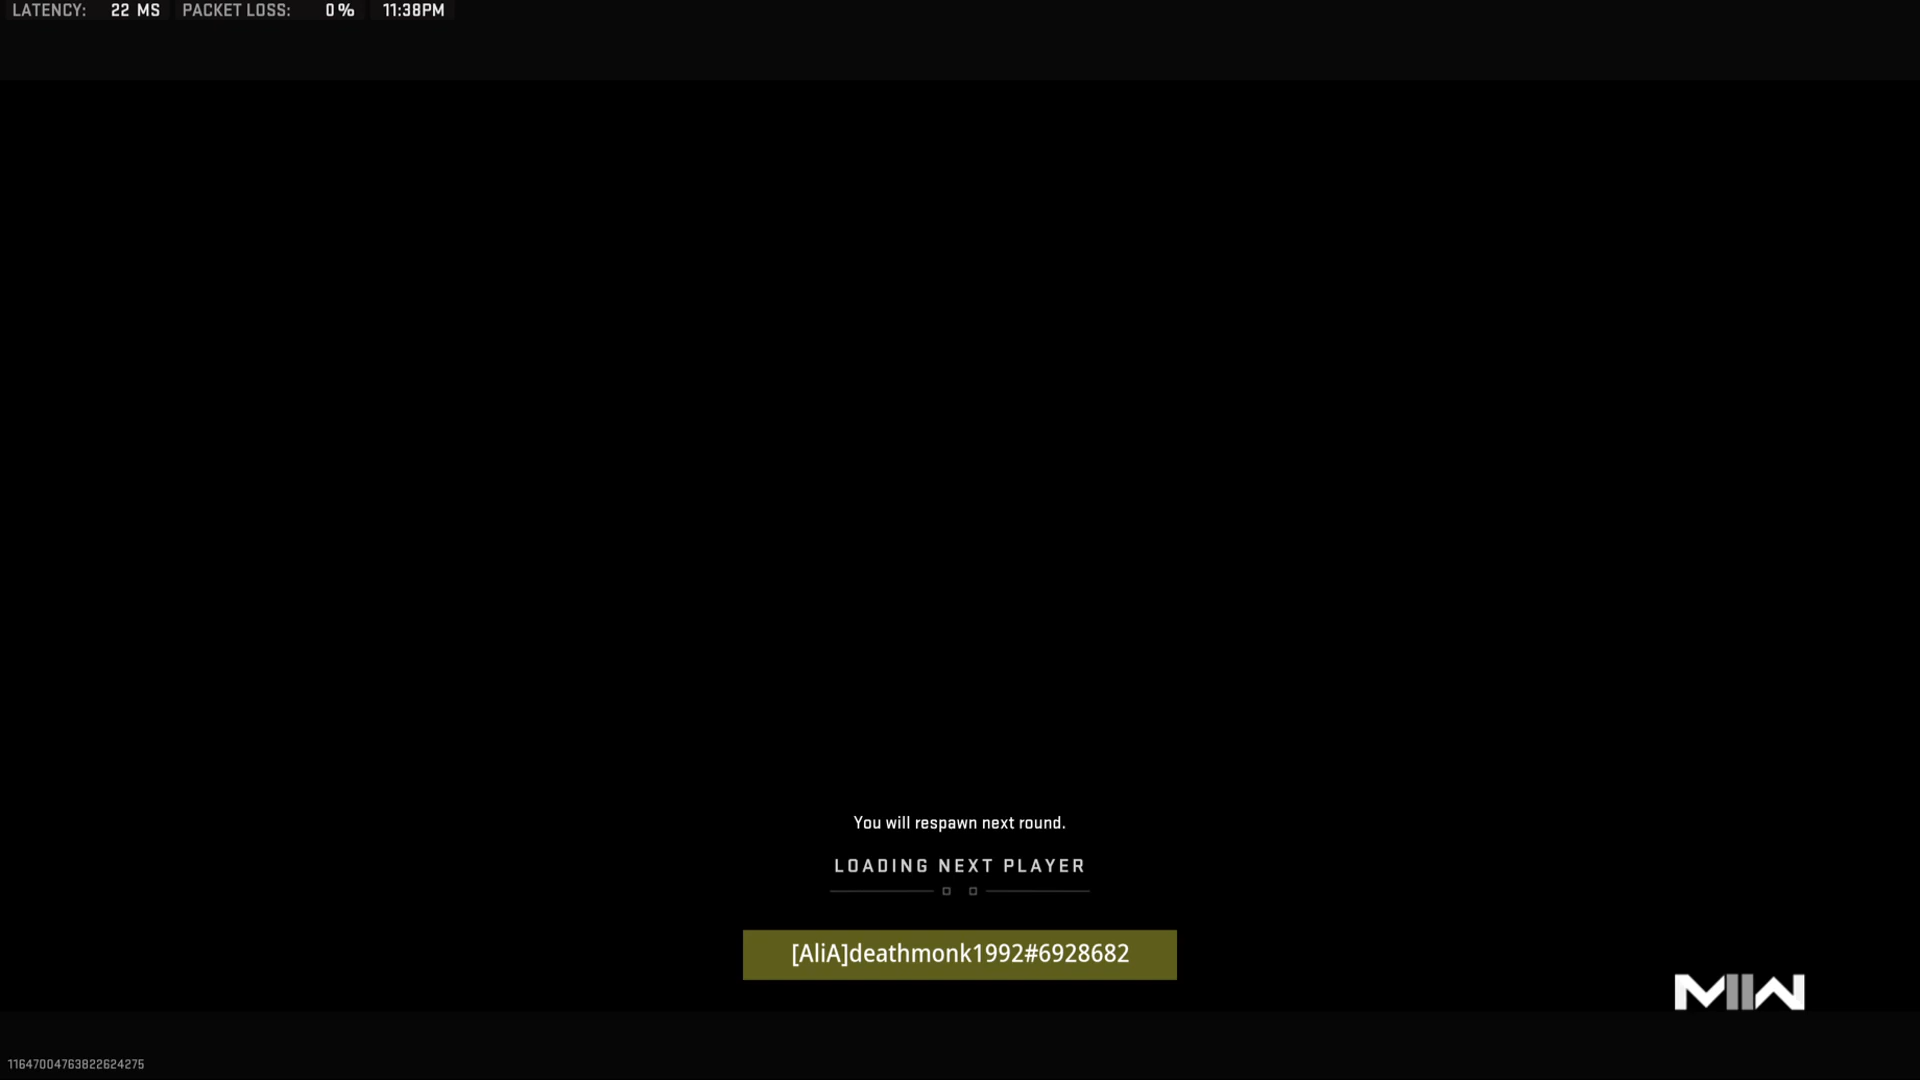 LATENCY: 22 MS PACKET LOSS: 0% 11:38PM
You will respawn next round.
LOADING NEXT PLAYER
[AliA]deathmonk1992#6928682
MIIW
11647004763822624275